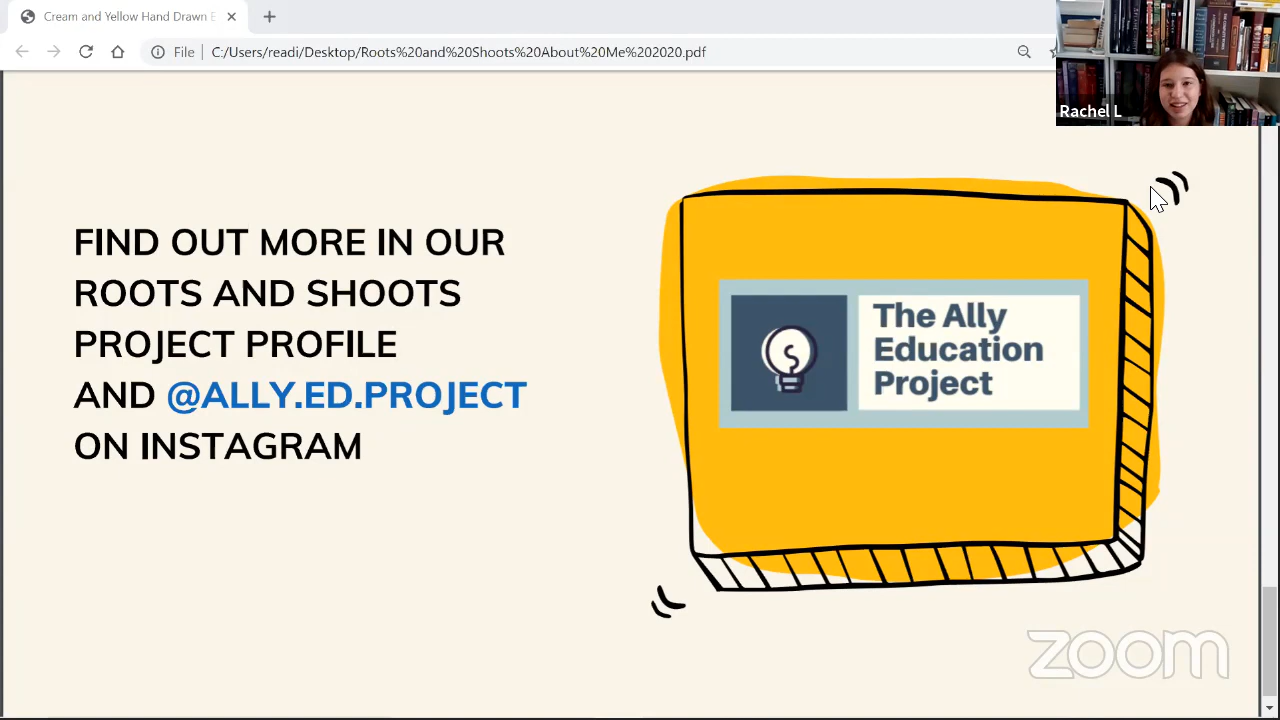 Cream and Yellow Hand Drawn E
File
C:/Users/readi/Desktop/Roots%20and%20Shoots%20All%20Me%202020.pdf
Rachel L
FIND OUT MORE IN OUR
ROOTS AND SHOOTS
PROJECT PROFILE
AND @ALLY.ED.PROJECT
ON INSTAGRAM
The Ally
Education
Project
zoom